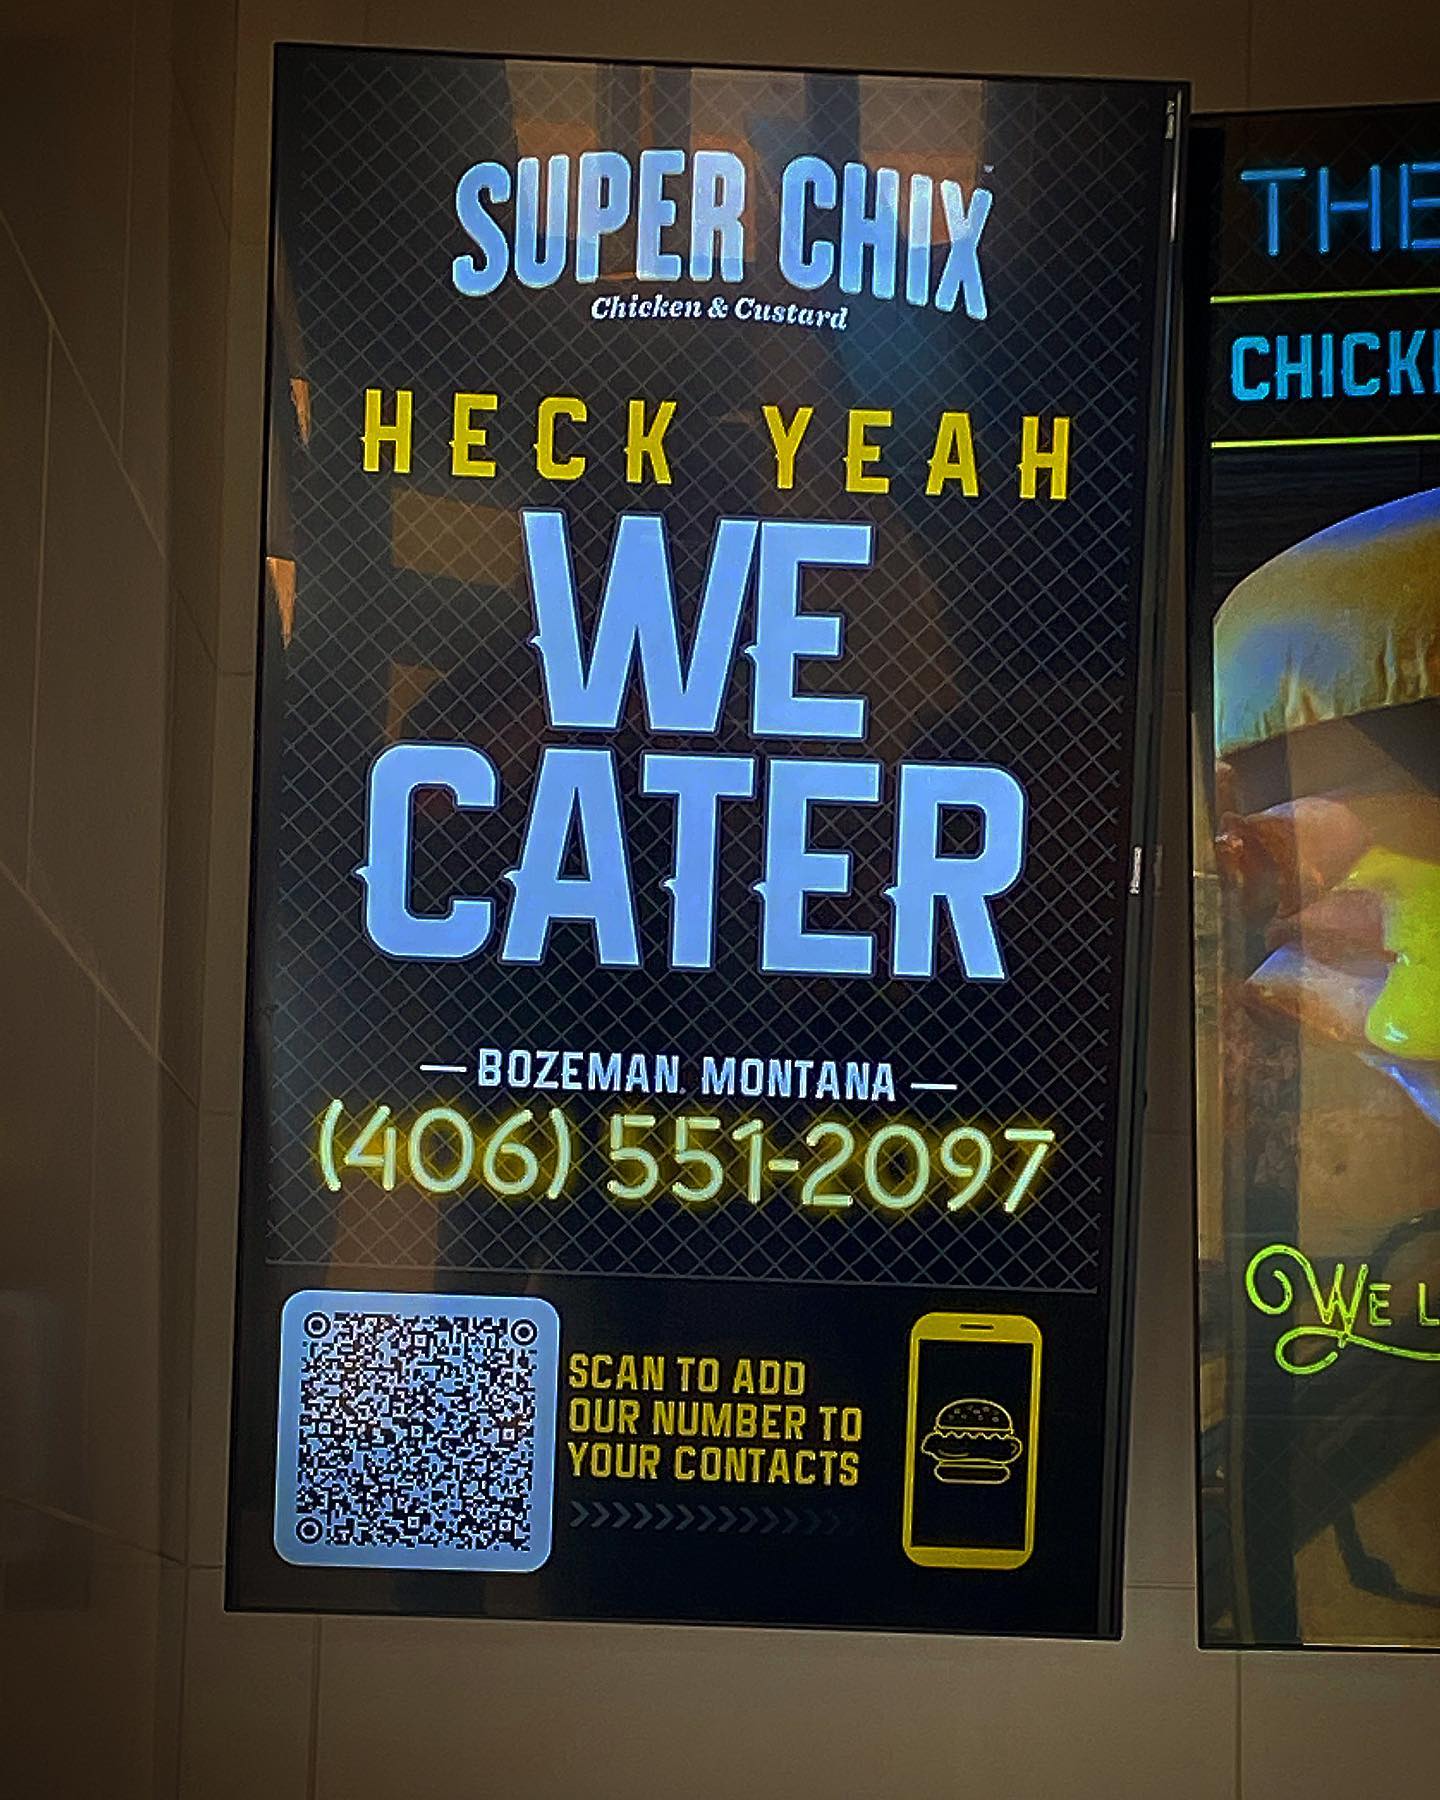 SUPER CHIX
Chicken & Custard
HECK YEAH
WE
CATER
— BOZEMAN, MONTANA —
(406) 551-2097
SCAN TO ADD
OUR NUMBER TO
YOUR CONTACTS
THE
WE